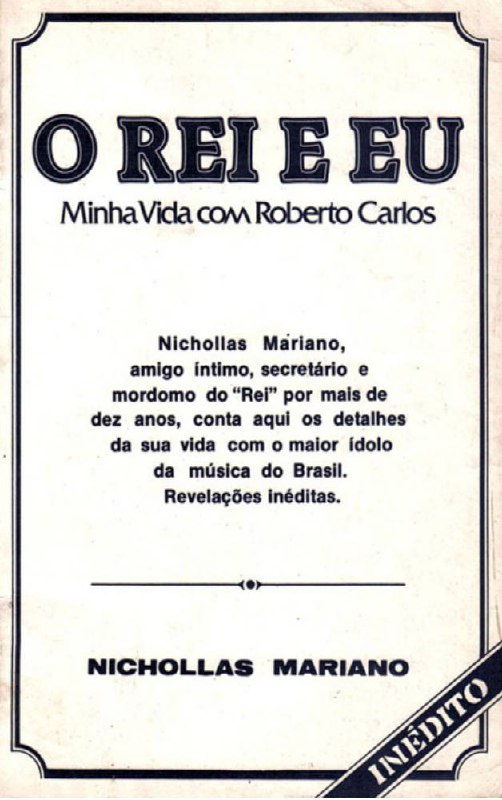 O REI E EU
Minha Vida com Roberto Carlos
Nichollas Mariano,
amigo íntimo, secretário e
mordomo do “Rei” por mais de
dez anos, conta aqui os detalhes
da sua vida com o maior ídolo
da música do Brasil.
Revelações inéditas.
NICHOLLAS MARIANO
INÉDITO